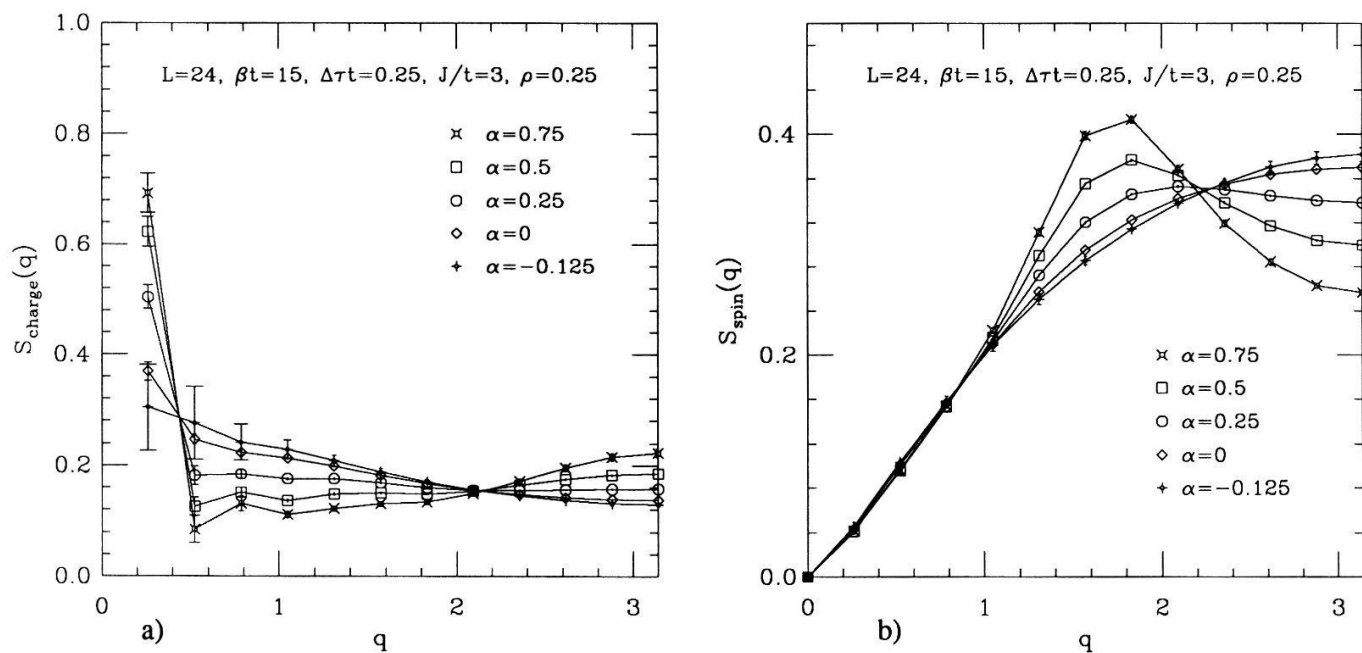 L=24, βt=15, Δτt=0.25, J/t=3, ρ=0.25
α=0.75
α=0.5
α=0.25
α=0
α=−0.125
S_charge(q)
1.0
0.8
0.6
0.4
0.2
0.0
0
1
2
3
a)
q
L=24, βt=15, Δτt=0.25, J/t=3, ρ=0.25
α=0.75
α=0.5
α=0.25
α=0
α=−0.125
S_spin(q)
0.4
0.2
0.0
0
1
2
3
b)
q